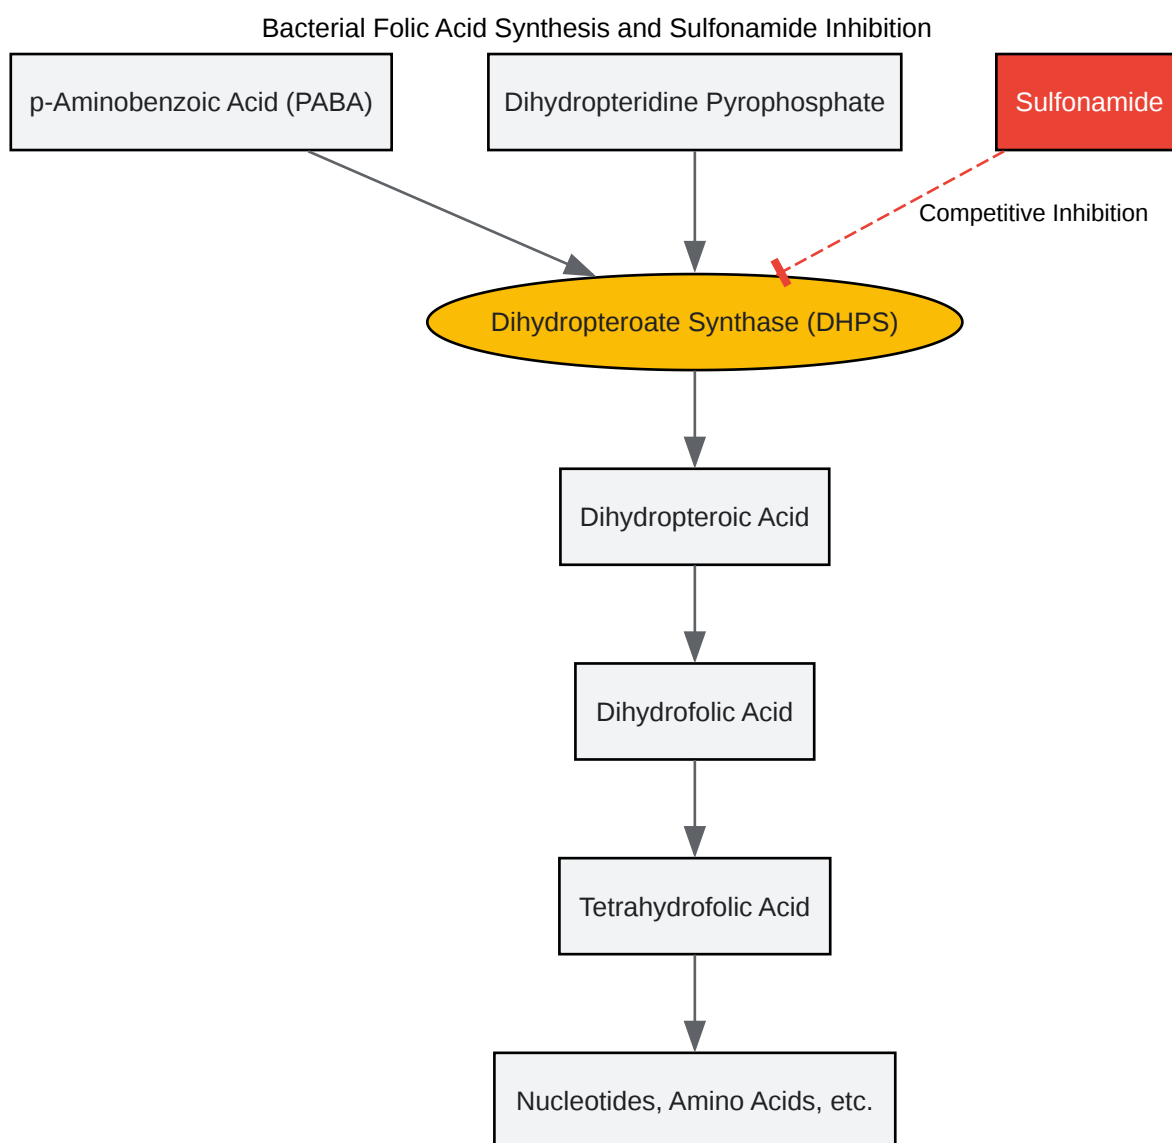 Bacterial Folic Acid Synthesis and Sulfonamide Inhibition
p-Aminobenzoic Acid (PABA)
Dihydropteridine Pyrophosphate
Sulfonamide
Competitive Inhibition
Dihydropteroate Synthase (DHPS)
Dihydropteroic Acid
Dihydrofolic Acid
Tetrahydrofolic Acid
Nucleotides, Amino Acids, etc.